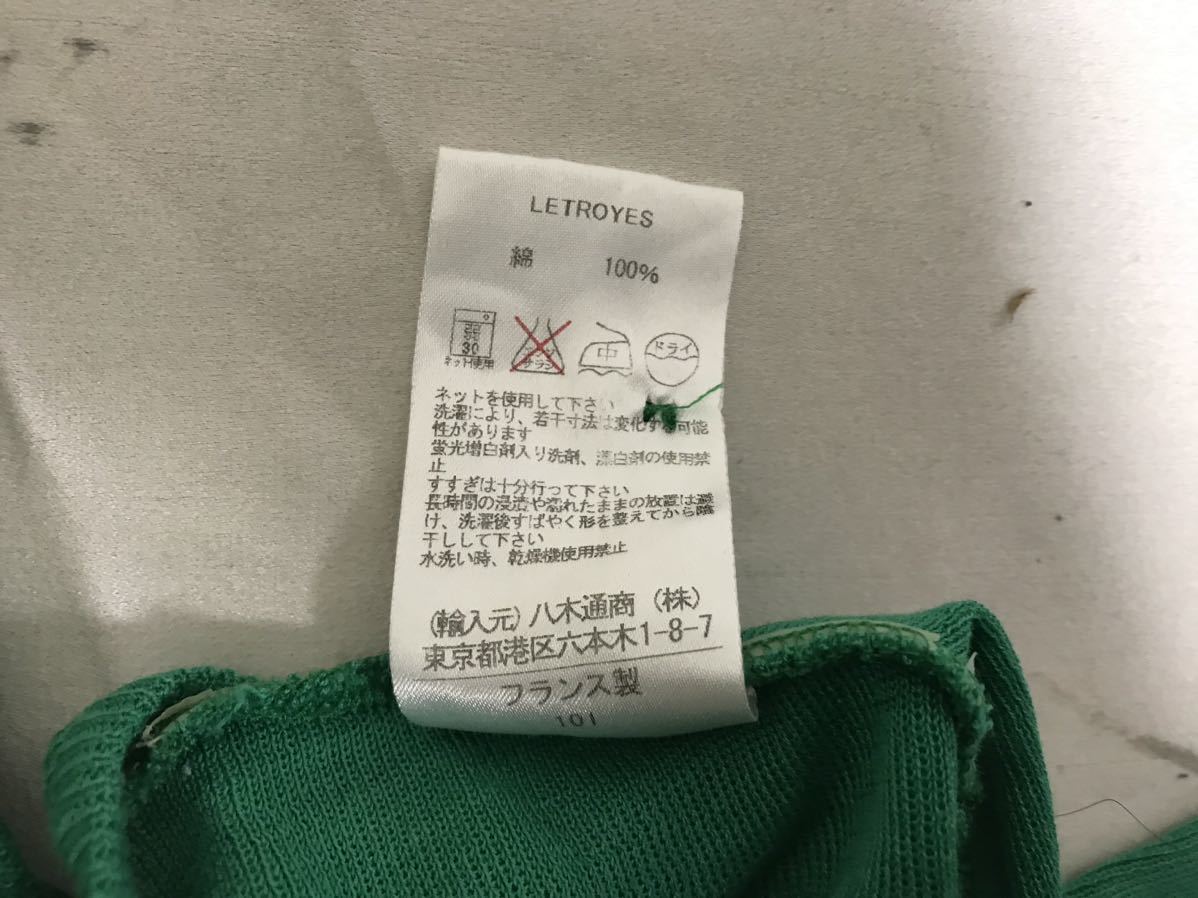 LETROYES
綿 100%
弱
30
ネット使用
エンソ
サラシ
中
ドライ
ネットを使用して下さい
洗濯により、若干寸法は変化する可能
性があります
蛍光増白剤入り洗剤、漂白剤の使用禁
止
すすぎは十分行って下さい
長時間の浸漬や濡れたままの放置は避
け、洗濯後すばやく形を整えてから陰
干しして下さい
水洗い時、乾燥機使用禁止
(輸入元) 八木通商 (株)
東京都港区六本木1-8-7
フランス製
101